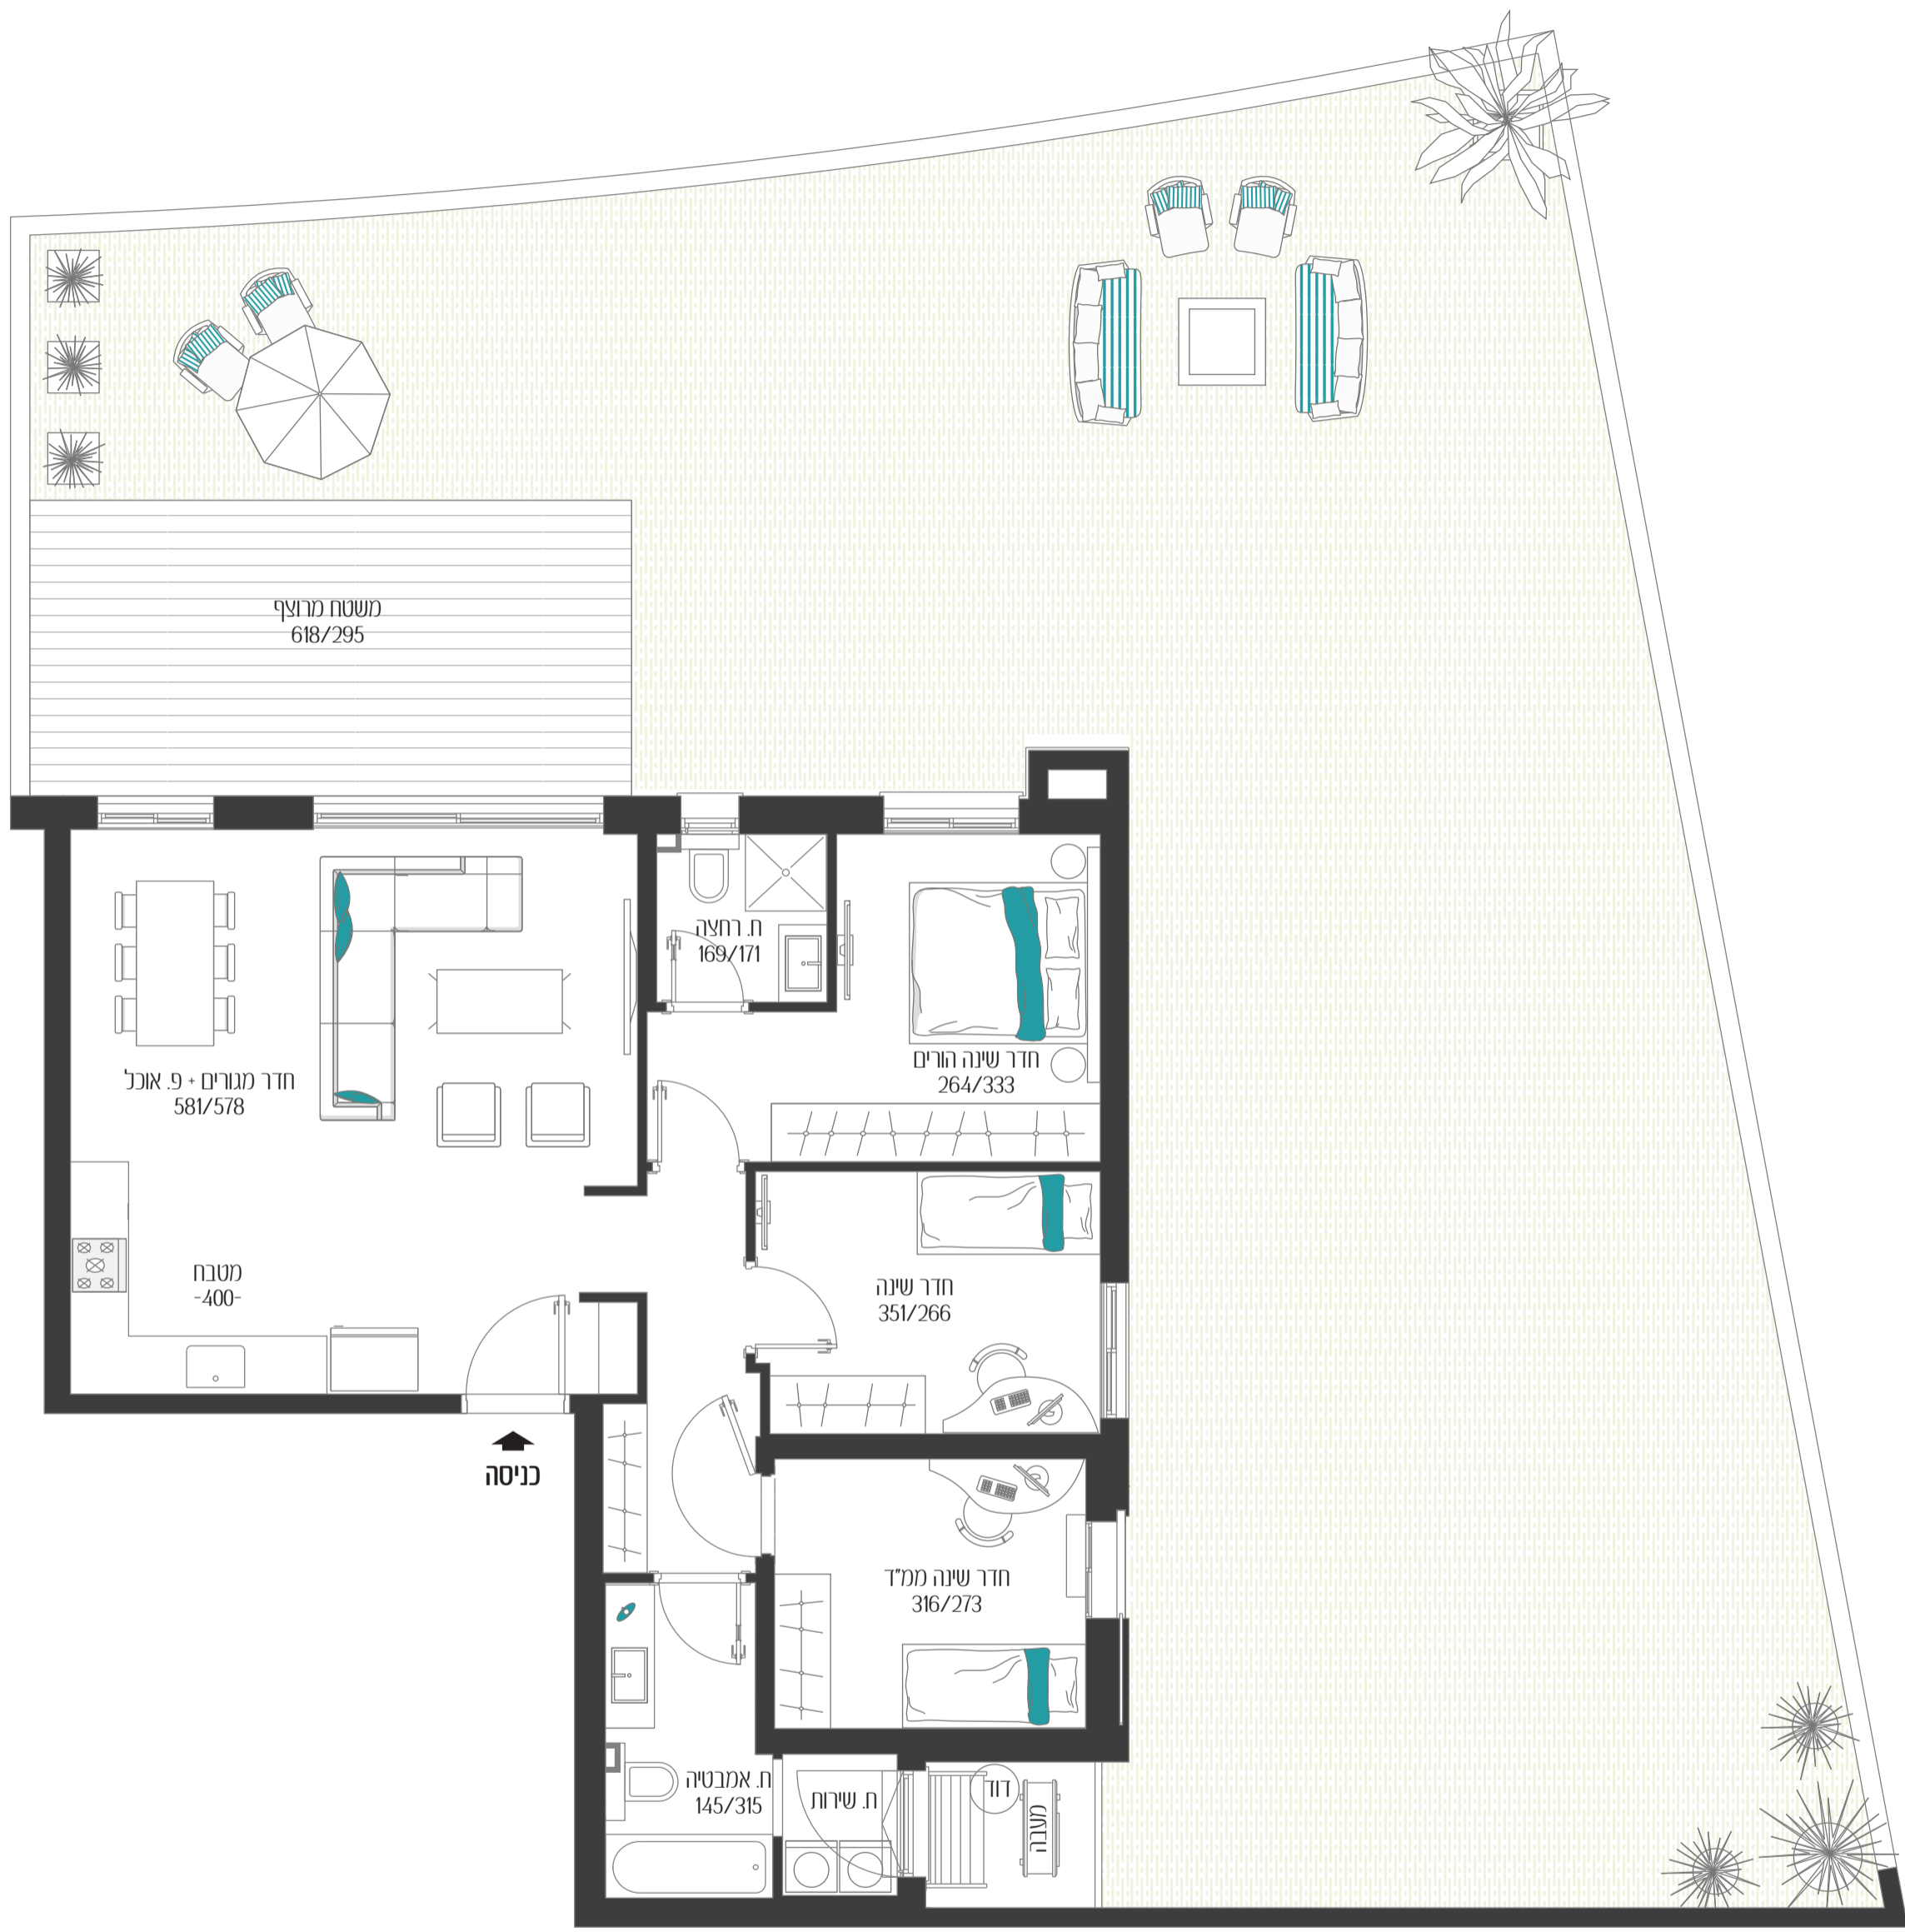 משטח מרוצף
618/295
ח. רחצה
169/171
חדר שינה הורים
264/333
חדר מגורים + פ. אוכל
581/578
מטבח
-400-
חדר שינה
351/266
כניסה
חדר שינה ממ"ד
316/273
ח. אמבטיה
145/315
ח. שירות
דוד
מעבה